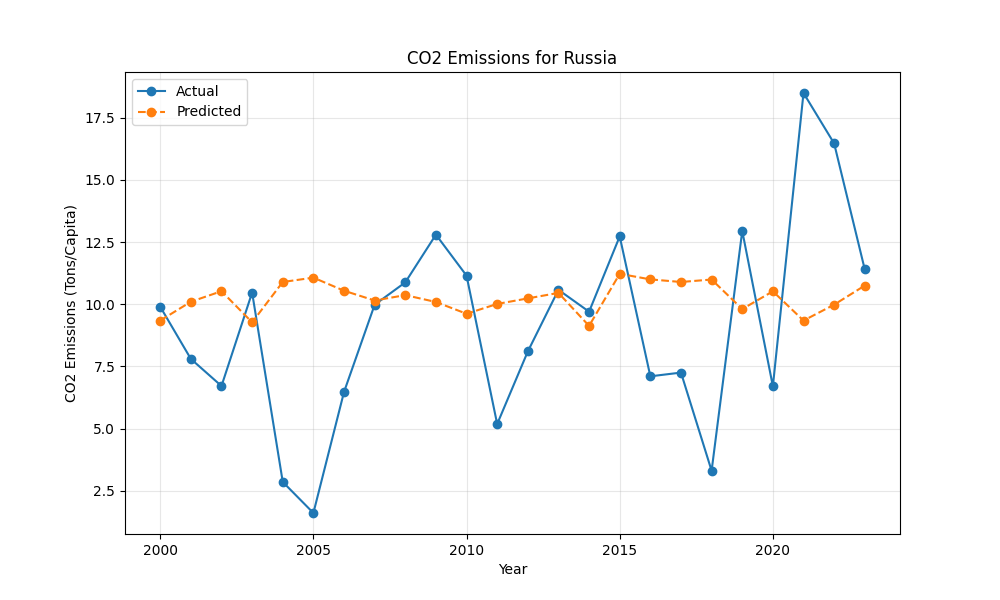 CO2 Emissions for Russia
Actual
Predicted
CO2 Emissions (Tons/Capita)
17.5
15.0
12.5
10.0
7.5
5.0
2.5
2000
2005
2010
2015
2020
Year